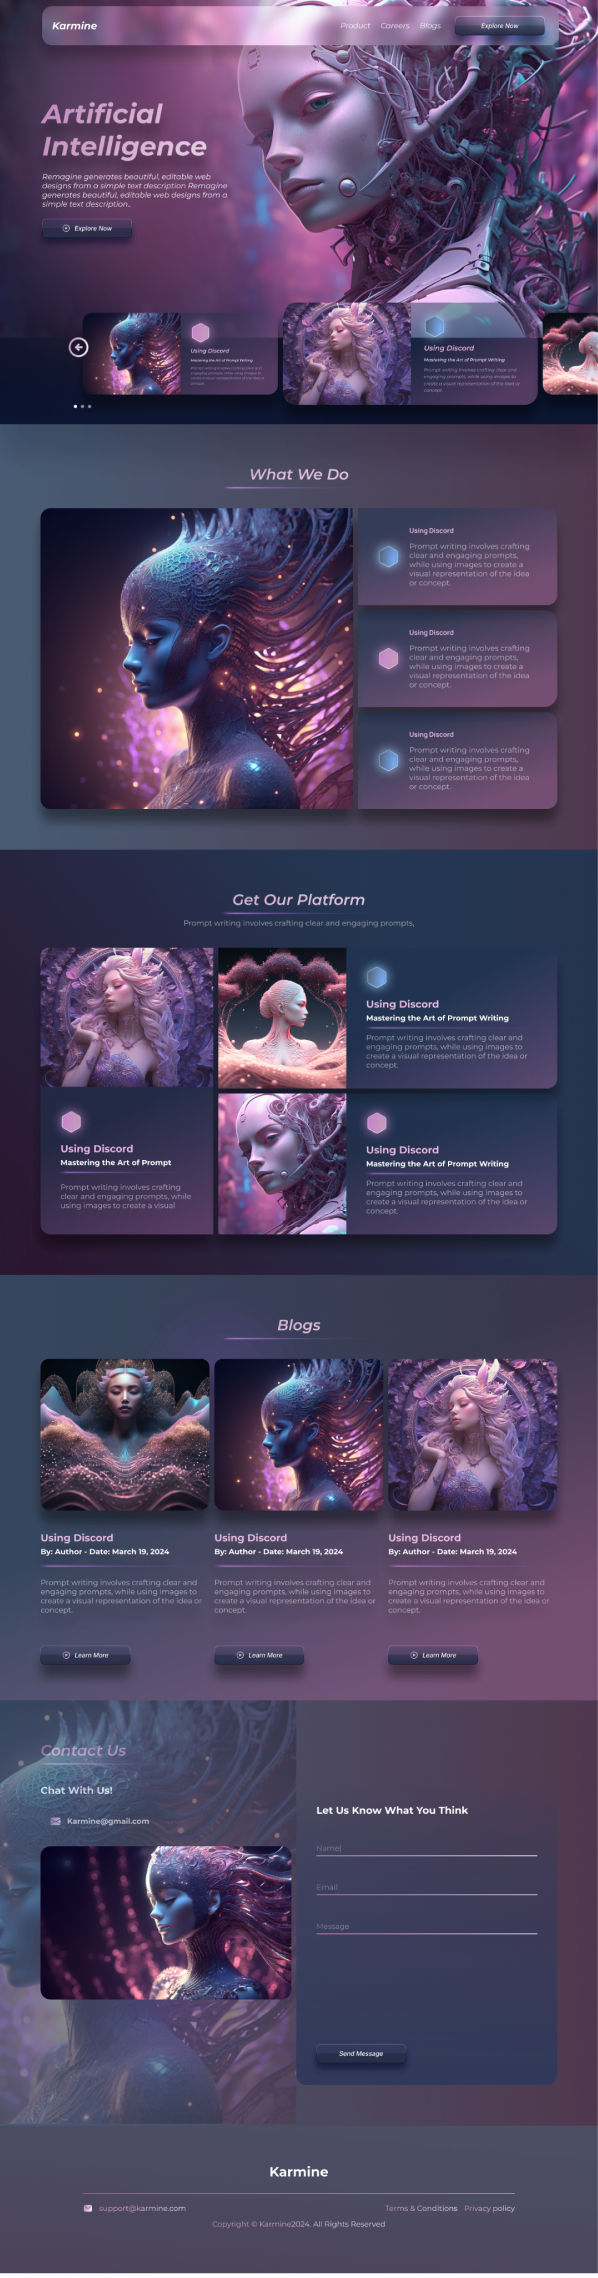 Karmine
Product Careers Blogs Explore Now
Artificial
Intelligence
Remagine generates beautiful, editable web
designs from a simple text description Remagine
generates beautiful, editable web designs from a
simple text description..
Explore Now
Using Discord
Mastering the Art of Prompt Writing
Prompt writing involves crafting clear and
engaging prompts, while using images to
create a visual representation of the idea or
concept.
Using Discord
Mastering the Art of Prompt Writing
Prompt writing involves crafting clear and
engaging prompts, while using images to
create a visual representation of the idea or
concept.
What We Do
Using Discord
Prompt writing involves crafting
clear and engaging prompts,
while using images to create a
visual representation of the idea
or concept.
Using Discord
Prompt writing involves crafting
clear and engaging prompts,
while using images to create a
visual representation of the idea
or concept.
Using Discord
Prompt writing involves crafting
clear and engaging prompts,
while using images to create a
visual representation of the idea
or concept.
Get Our Platform
Prompt writing involves crafting clear and engaging prompts,
Using Discord
Mastering the Art of Prompt Writing
Prompt writing involves crafting clear and
engaging prompts, while using images to
create a visual representation of the idea or
concept.
Using Discord
Mastering the Art of Prompt
Prompt writing involves crafting
clear and engaging prompts, while
using images to create a visual
Using Discord
Mastering the Art of Prompt Writing
Prompt writing involves crafting clear and
engaging prompts, while using images to
create a visual representation of the idea or
concept.
Blogs
Using Discord
By: Author - Date: March 19, 2024
Prompt writing involves crafting clear and
engaging prompts, while using images to
create a visual representation of the idea or
concept.
Learn More
Using Discord
By: Author - Date: March 19, 2024
Prompt writing involves crafting clear and
engaging prompts, while using images to
create a visual representation of the idea or
concept.
Learn More
Using Discord
By: Author - Date: March 19, 2024
Prompt writing involves crafting clear and
engaging prompts, while using images to
create a visual representation of the idea or
concept.
Learn More
Contact Us
Chat With Us!
Karmine@gmail.com
Let Us Know What You Think
Name|
Email
Message
Send Message
Karmine
support@karmine.com
Terms & Conditions Privacy policy
Copyright © Karmine2024. All Rights Reserved